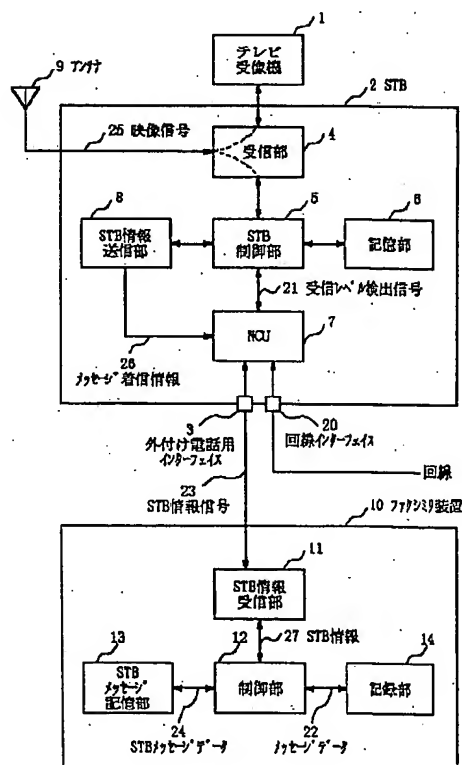 1
テレビ
受像機
9 アンテナ
2 STB
25 映像信号
受信部
4
8
5
6
STB情報
送信部
STB
制御部
記憶部
21 受信レベル検出信号
NCU
7
26
メッセージ着信情報
3
外付け電話用
インターフェイス
20
回線インターフェイス
23
STB情報信号
回線
10 ファクシミリ装置
11
STB情報
受信部
27 STB情報
13
12
14
STB
メッセージ
記憶部
制御部
記録部
24
STBメッセージデータ
22
メッセージデータ